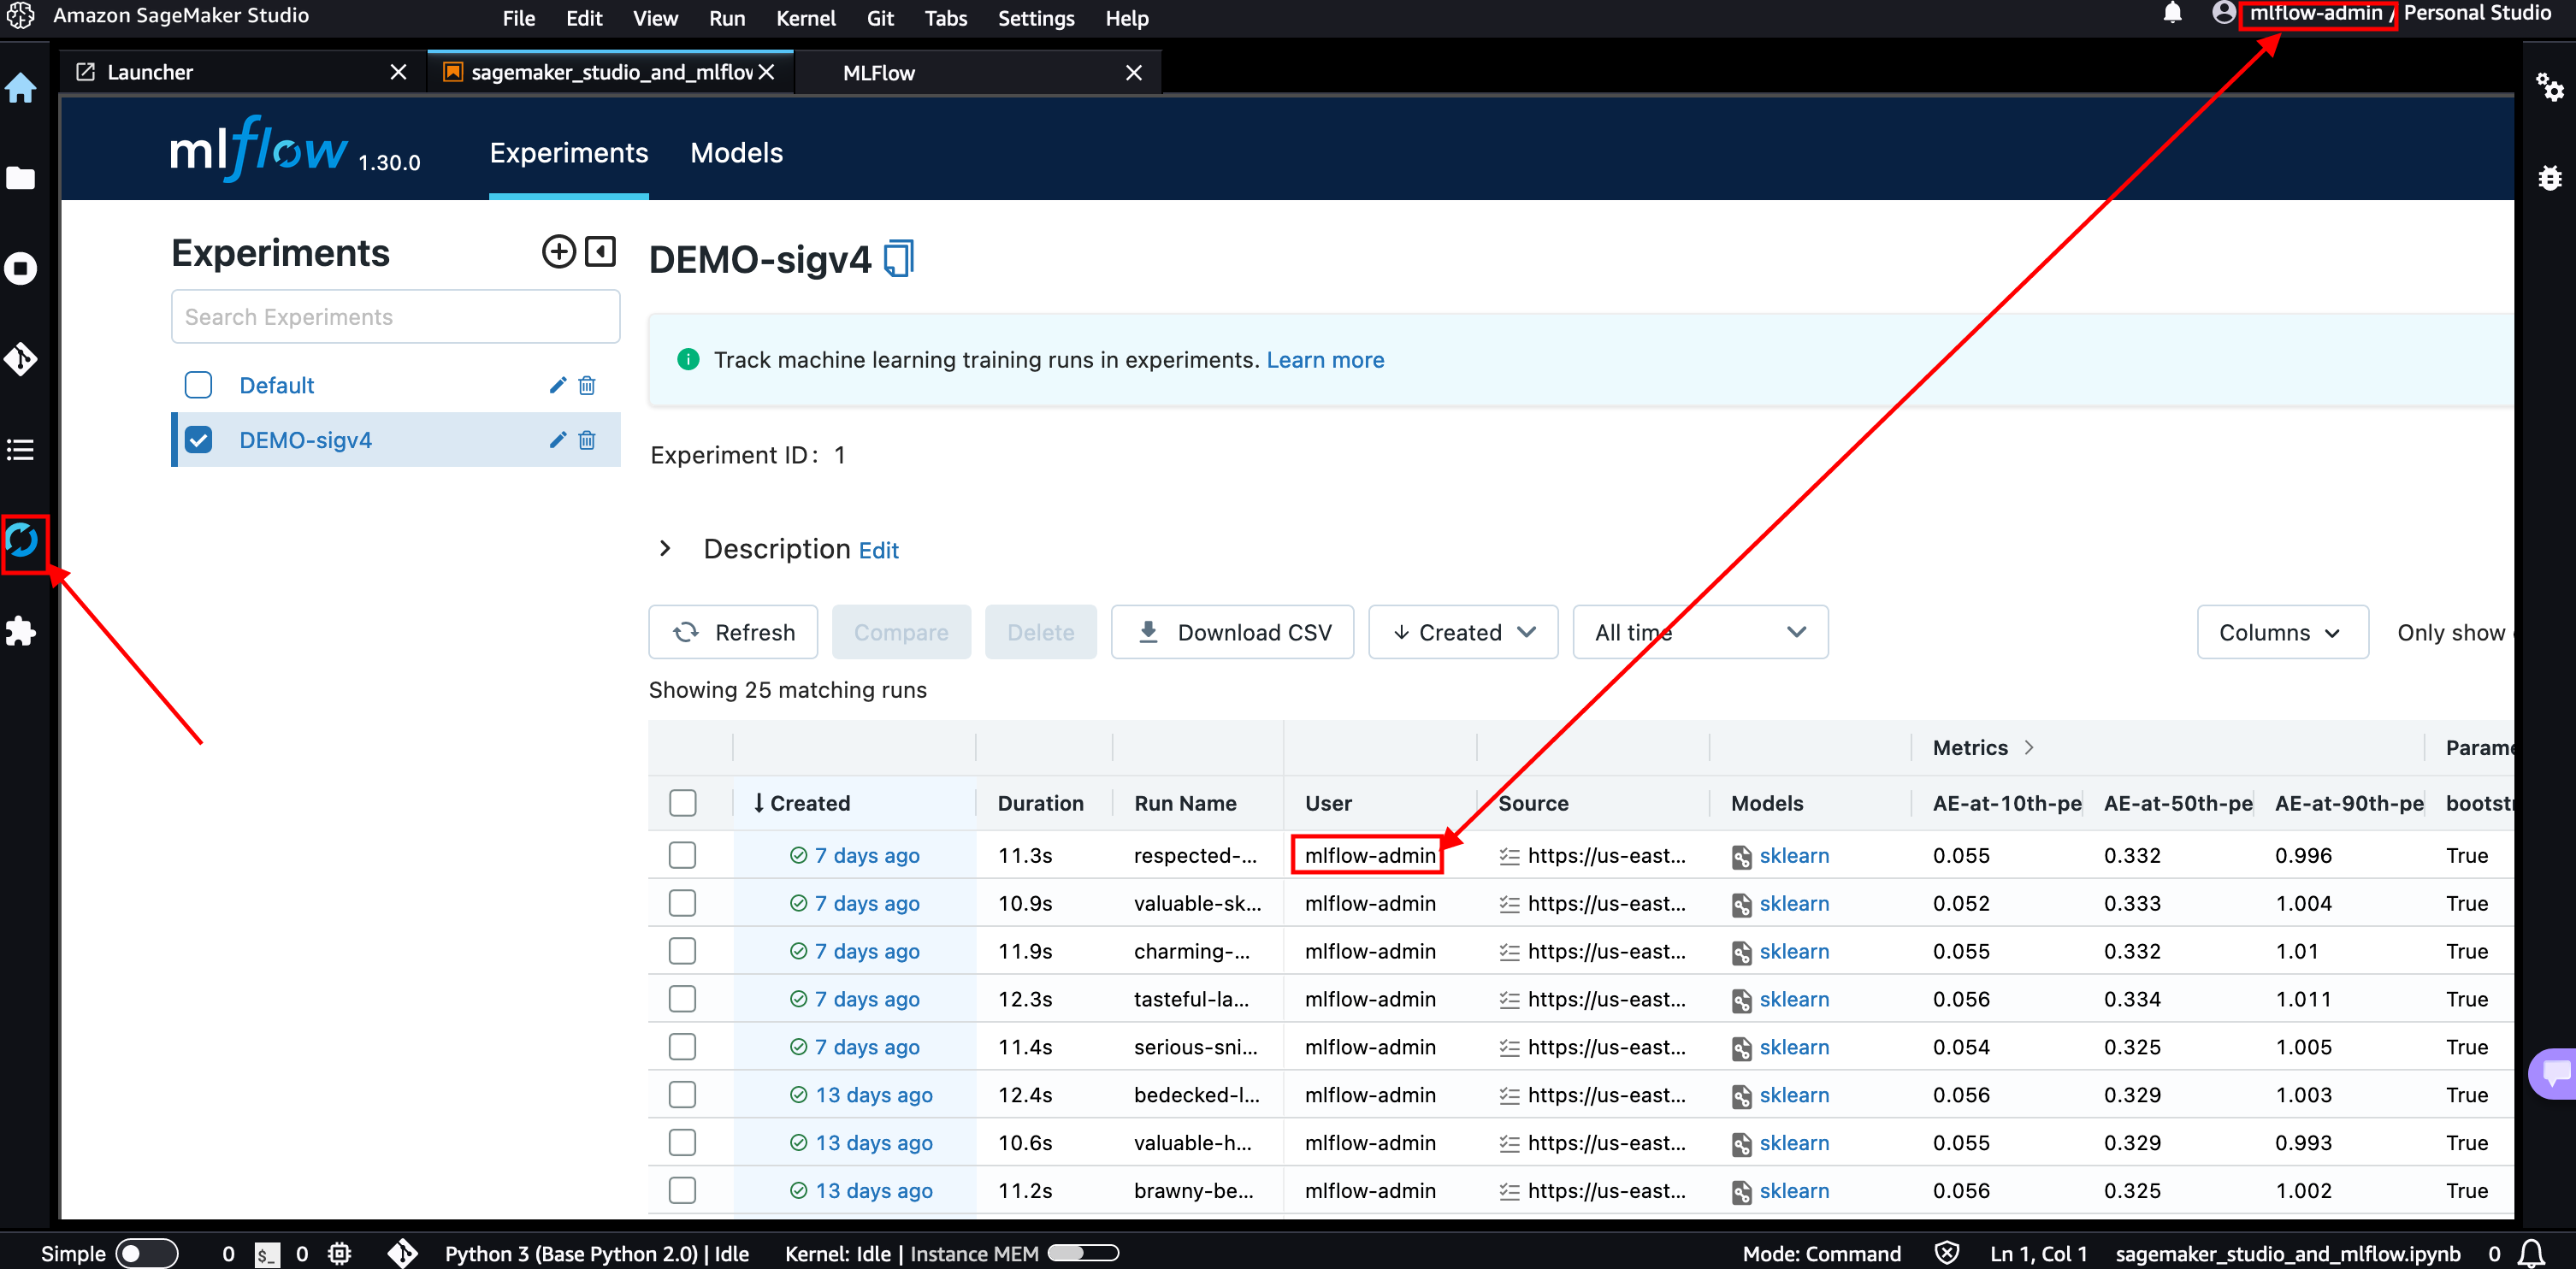 Amazon SageMaker Studio File Edit View Run Kernel Git Tabs Settings Help mlflow-admin / Personal Studio
Launcher sagemaker_studio_and_mlflow MLFlow
mlflow 1.30.0 Experiments Models
Experiments
DEMO-sigv4
Search Experiments
Track machine learning training runs in experiments. Learn more
Default
DEMO-sigv4
Experiment ID: 1
Description Edit
Refresh Compare Delete Download CSV Created All time Columns Only show
Showing 25 matching runs
Metrics Parame
Created Duration Run Name User Source Models AE-at-10th-pe AE-at-50th-pe AE-at-90th-pe bootstr
7 days ago 11.3s respected-... mlflow-admin https://us-east... sklearn 0.055 0.332 0.996 True
7 days ago 10.9s valuable-sk... mlflow-admin https://us-east... sklearn 0.052 0.333 1.004 True
7 days ago 11.9s charming-... mlflow-admin https://us-east... sklearn 0.055 0.332 1.01 True
7 days ago 12.3s tasteful-la... mlflow-admin https://us-east... sklearn 0.056 0.334 1.011 True
7 days ago 11.4s serious-sni... mlflow-admin https://us-east... sklearn 0.054 0.325 1.005 True
13 days ago 12.4s bedecked-l... mlflow-admin https://us-east... sklearn 0.056 0.329 1.003 True
13 days ago 10.6s valuable-h... mlflow-admin https://us-east... sklearn 0.055 0.329 0.993 True
13 days ago 11.2s brawny-be... mlflow-admin https://us-east... sklearn 0.056 0.325 1.002 True
Simple 0 $_ 0 Python 3 (Base Python 2.0) | Idle Kernel: Idle | Instance MEM Mode: Command Ln 1, Col 1 sagemaker_studio_and_mlflow.ipynb 0